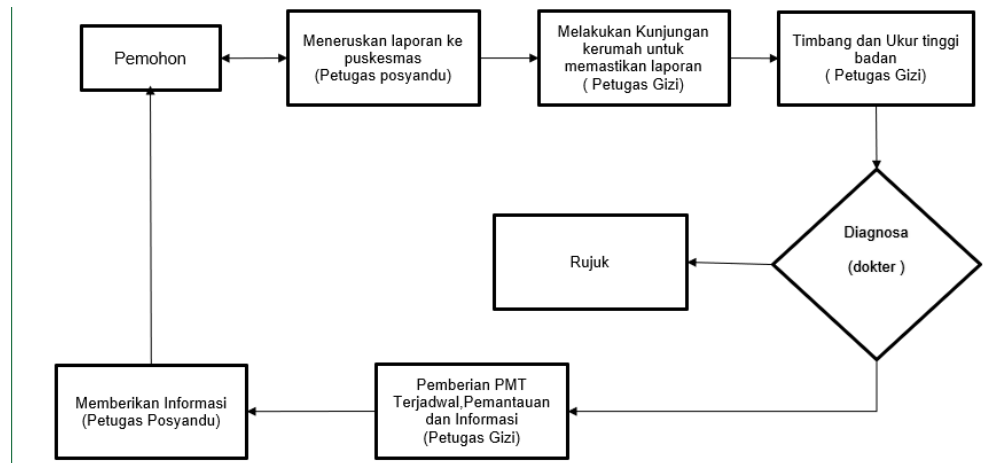 Pemohon
Meneruskan laporan ke
puskesmas
(Petugas posyandu)
Melakukan Kunjungan
kerumah untuk
memastikan laporan
( Petugas Gizi)
Timbang dan Ukur tinggi
badan
( Petugas Gizi)
Diagnosa
(dokter )
Rujuk
Pemberian PMT
Terjadwal,Pemantauan
dan Informasi
(Petugas Gizi)
Memberikan Informasi
(Petugas Posyandu)